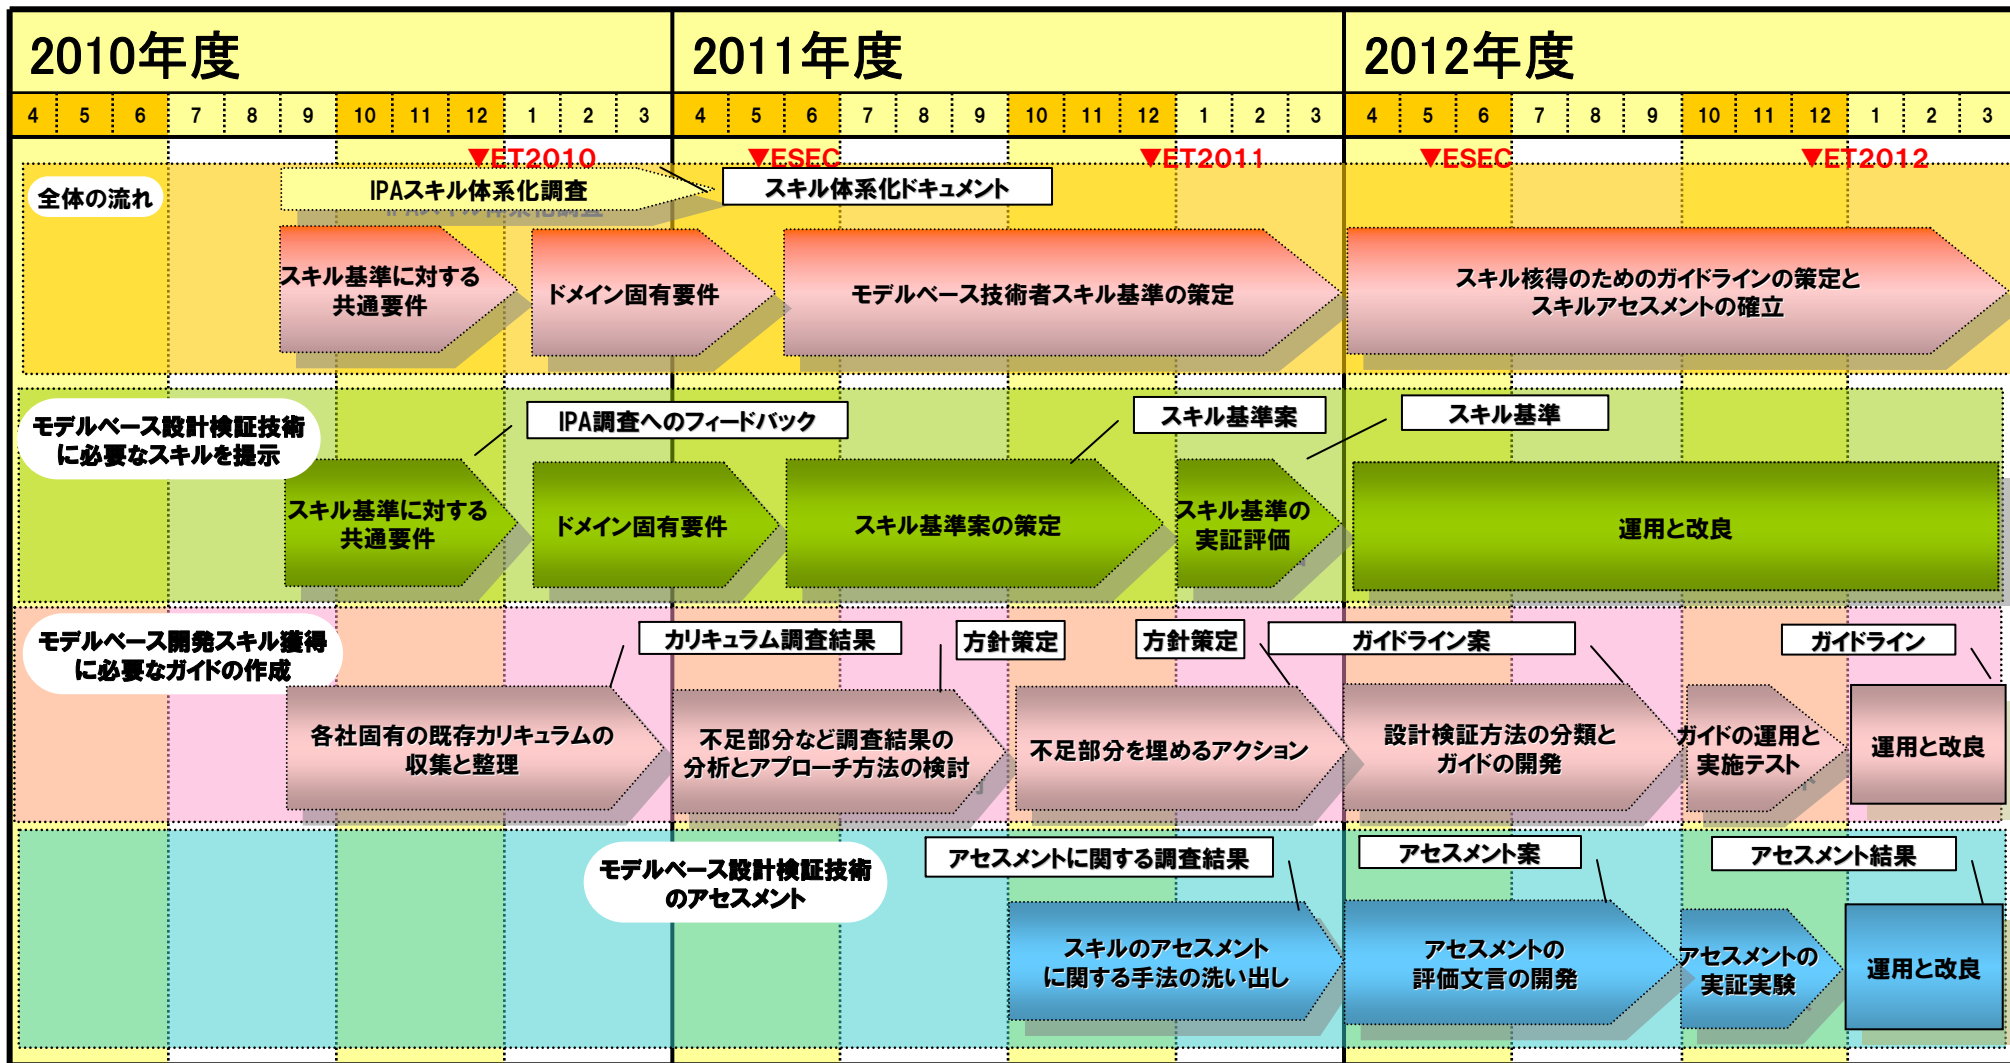 2010年度
2011年度
2012年度
4 5 6 7 8 9 10 11 12 1 2 3 4 5 6 7 8 9 10 11 12 1 2 3 4 5 6 7 8 9 10 11 12 1 2 3
▼ET2010
▼ESEC
▼ET2011
▼ESEC
▼ET2012
全体の流れ
IPAスキル体系化調査
スキル体系化ドキュメント
スキル基準に対する
共通要件
ドメイン固有要件
モデルベース技術者スキル基準の策定
スキル核得のためのガイドラインの策定と
スキルアセスメントの確立
モデルベース設計検証技術
に必要なスキルを提示
IPA調査へのフィードバック
スキル基準案
スキル基準
スキル基準に対する
共通要件
ドメイン固有要件
スキル基準案の策定
スキル基準の
実証評価
運用と改良
モデルベース開発スキル獲得
に必要なガイドの作成
カリキュラム調査結果
方針策定
方針策定
ガイドライン案
ガイドライン
各社固有の既存カリキュラムの
収集と整理
不足部分など調査結果の
分析とアプローチ方法の検討
不足部分を埋めるアクション
設計検証方法の分類と
ガイドの開発
ガイドの運用と
実施テスト
運用と改良
モデルベース設計検証技術
のアセスメント
アセスメントに関する調査結果
アセスメント案
アセスメント結果
スキルのアセスメント
に関する手法の洗い出し
アセスメントの
評価文言の開発
アセスメントの
実証実験
運用と改良